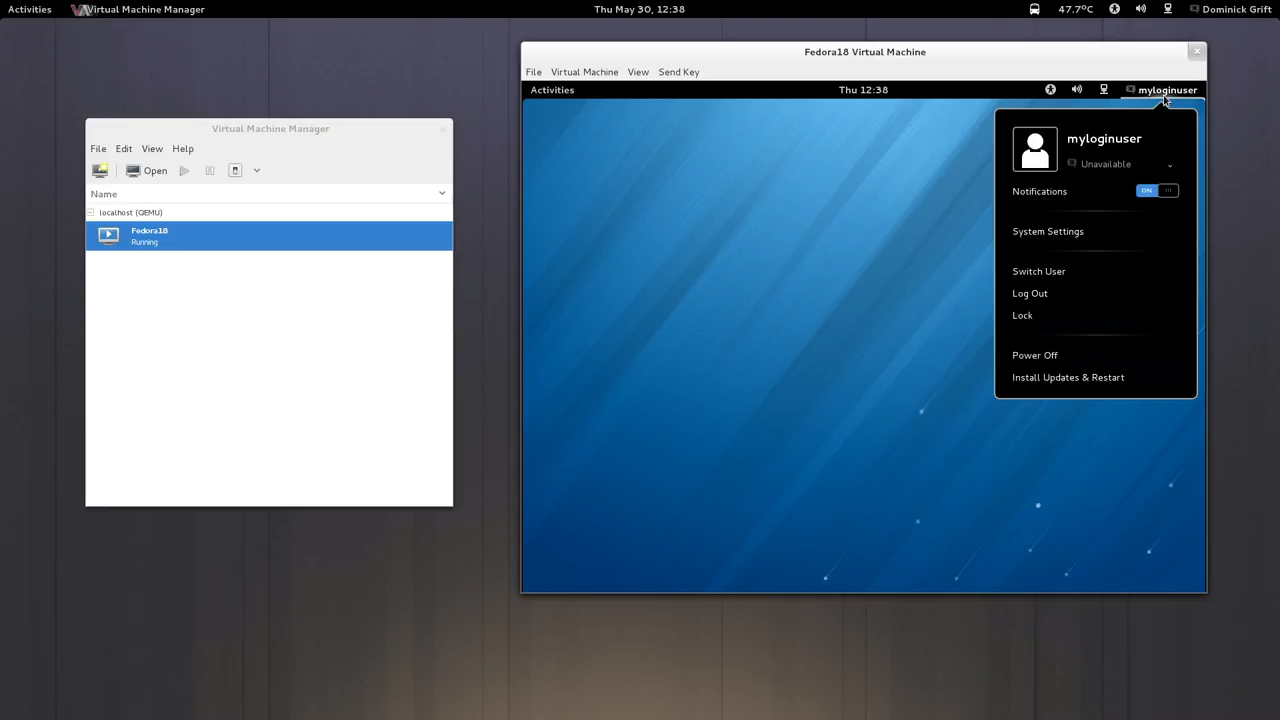 Activities
Virtual Machine Manager
Thu May 30, 12:38
47.7°C
Dominick Grift
Virtual Machine Manager
File Edit View Help
Open
Name
localhost (QEMU)
Fedora18
Running
Fedora18 Virtual Machine
File Virtual Machine View Send Key
Activities
Thu 12:38
myloginuser
myloginuser
Unavailable
Notifications ON
System Settings
Switch User
Log Out
Lock
Power Off
Install Updates & Restart